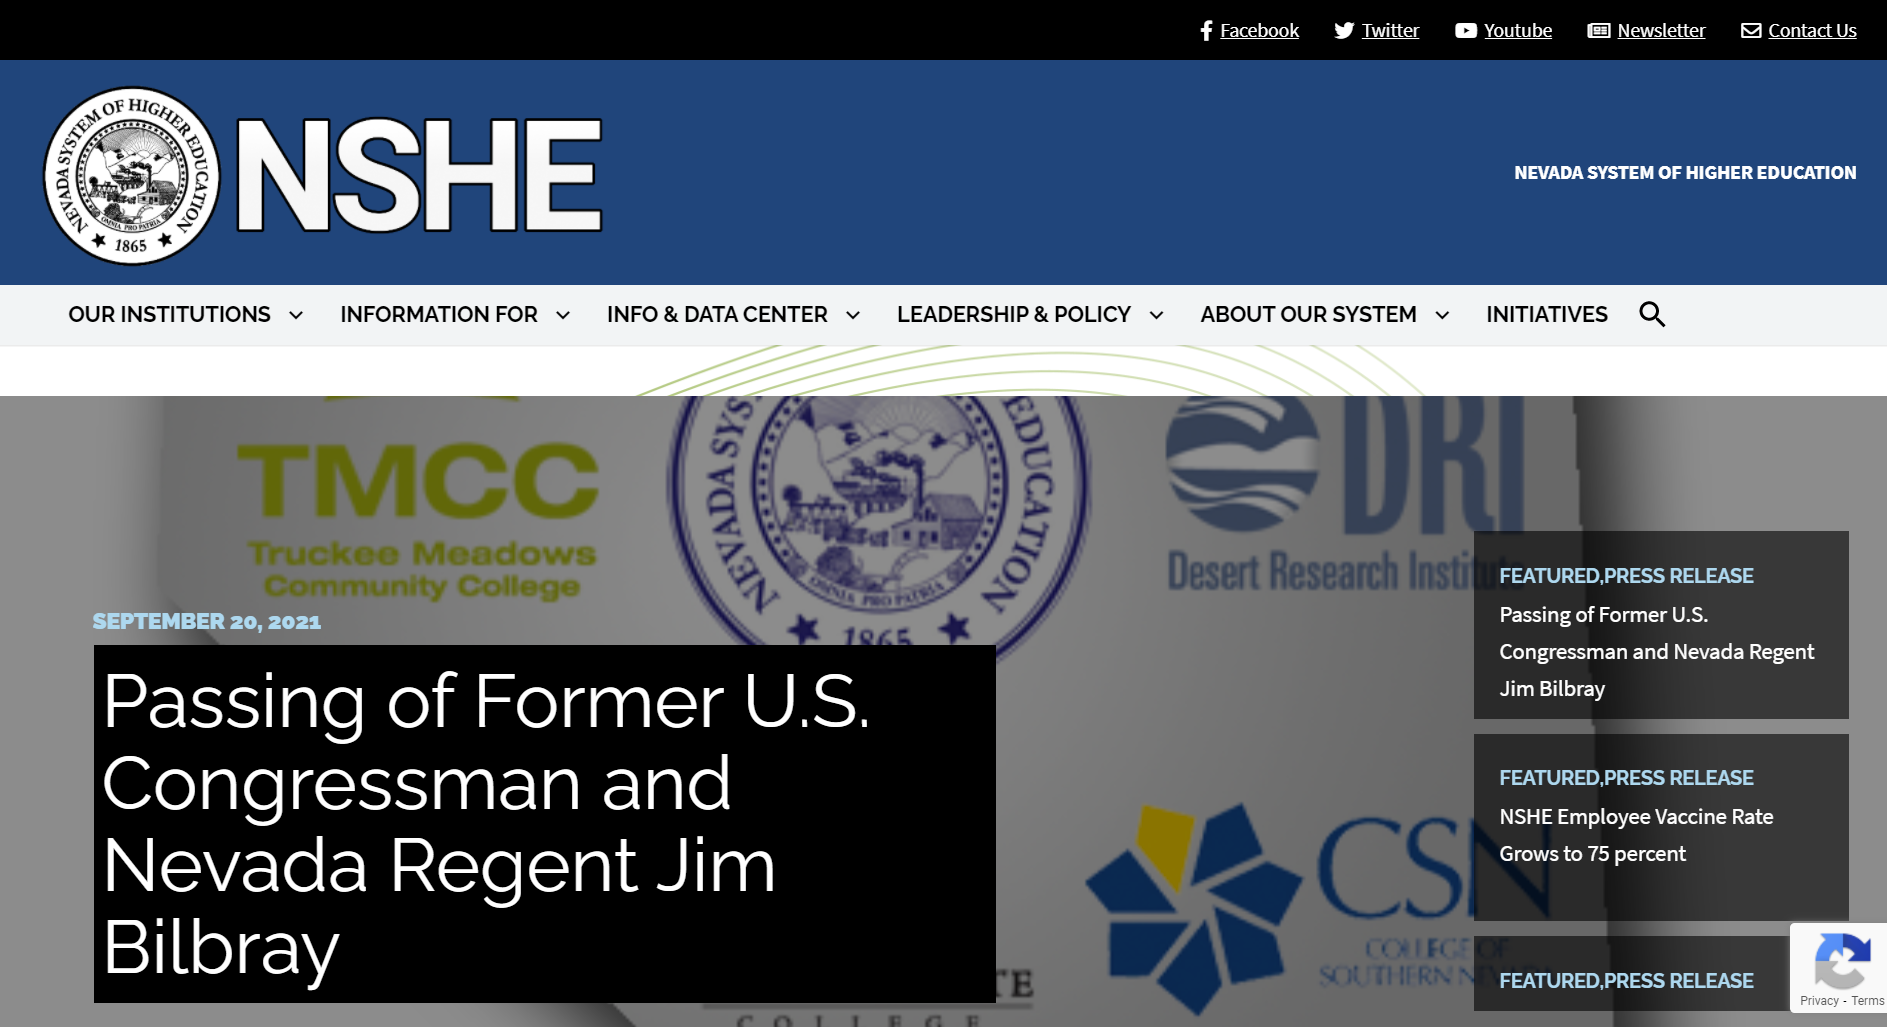 Facebook
Twitter
Youtube
Newsletter
Contact Us
NEVADA SYSTEM OF HIGHER EDUCATION
OMNIA PRO PATRIA
1865
NSHE
NEVADA SYSTEM OF HIGHER EDUCATION
OUR INSTITUTIONS
INFORMATION FOR
INFO & DATA CENTER
LEADERSHIP & POLICY
ABOUT OUR SYSTEM
INITIATIVES
TMCC
Truckee Meadows
Community College
NEVADA SYS
EDUCATION
OMNIA PRO PATRIA
1865
DRI
Desert Research Institu
SEPTEMBER 20, 2021
Passing of Former U.S.
Congressman and
Nevada Regent Jim
Bilbray
FEATURED,PRESS RELEASE
Passing of Former U.S.
Congressman and Nevada Regent
Jim Bilbray
FEATURED,PRESS RELEASE
NSHE Employee Vaccine Rate
Grows to 75 percent
FEATURED,PRESS RELEASE
CSN
COLLEGE OF
SOUTHERN NEVADA
TE
COLLEGE
Privacy - Terms